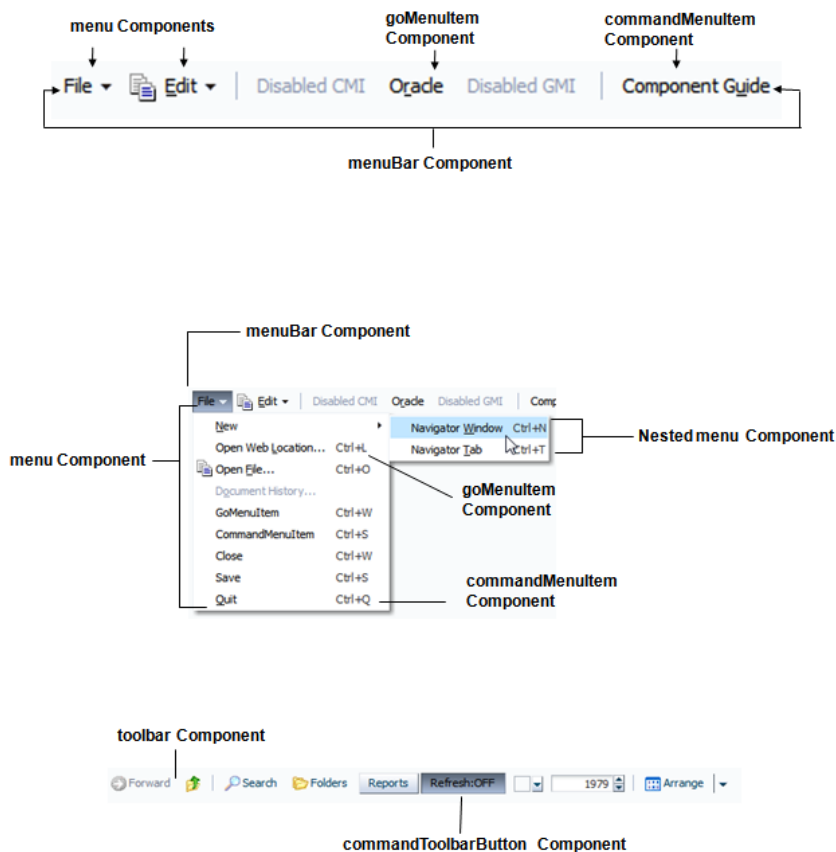 menu Components
goMenuItem
Component
commandMenuItem
Component
File Edit Disabled CMI Oracle Disabled GMI Component Guide
menuBar Component
menuBar Component
File Edit Disabled CMI Oracle Disabled GMI Comp
New
Navigator Window Ctrl+N
Open Web Location... Ctrl+L
Navigator Tab Ctrl+T
Nested menu Component
menu Component
Open File... Ctrl+O
Document History...
goMenuItem
Component
GoMenuItem Ctrl+W
CommandMenuItem Ctrl+S
Close Ctrl+W
Save Ctrl+S
commandMenuItem
Component
Quit Ctrl+Q
toolbar Component
Forward Search Folders Reports Refresh:OFF 1979 Arrange
commandToolbarButton Component